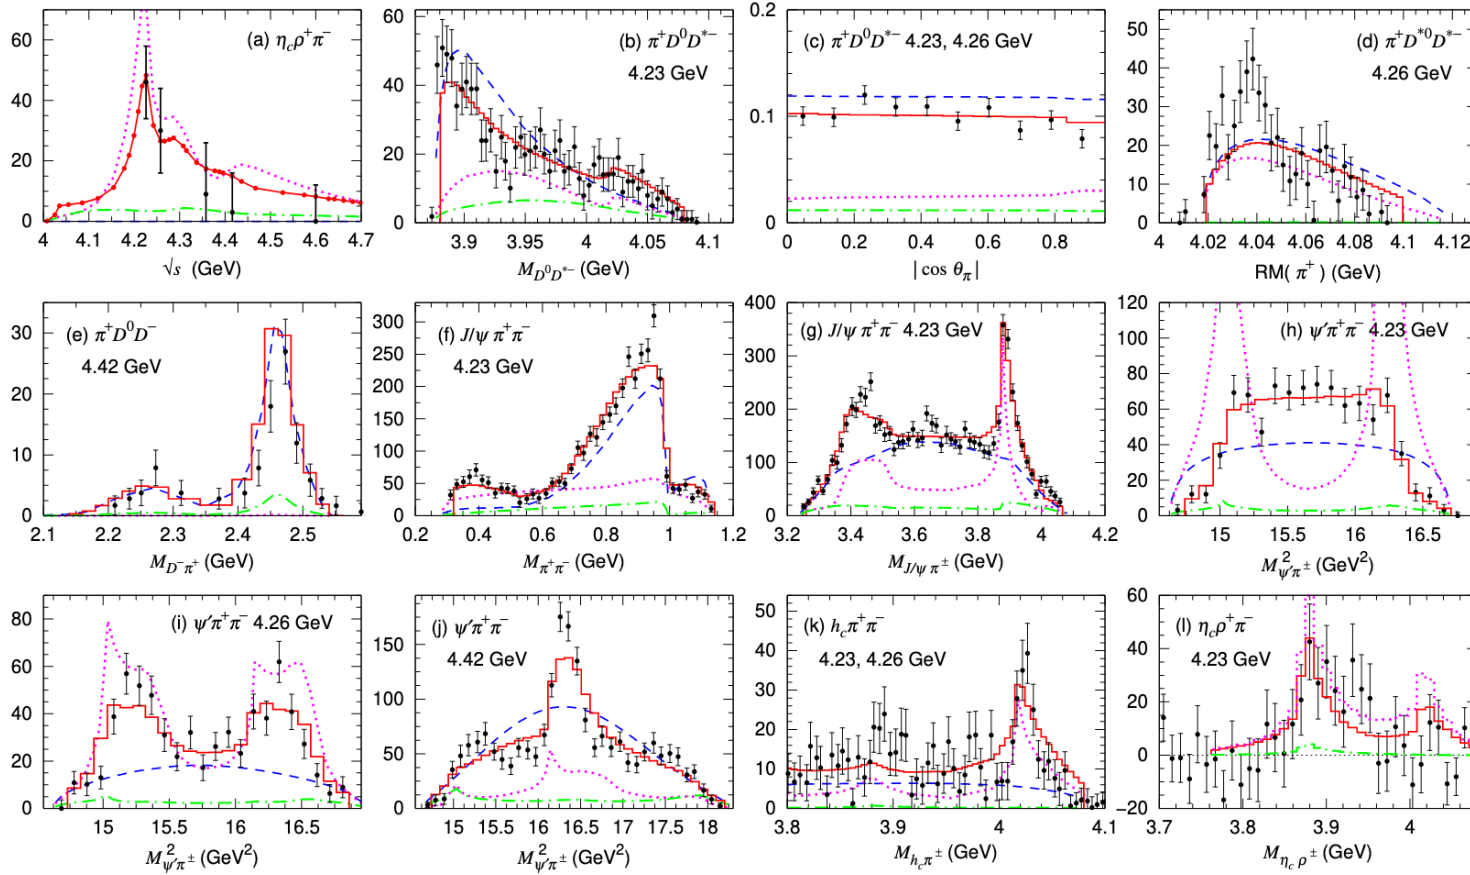 (a) ηcρ⁺π⁻
60
40
20
0
4 4.1 4.2 4.3 4.4 4.5 4.6 4.7
√s (GeV)
(b) π⁺D⁰D*⁻
4.23 GeV
60
40
20
0
3.9 3.95 4 4.05 4.1
M_D⁰D*⁻ (GeV)
(c) π⁺D⁰D*⁻ 4.23, 4.26 GeV
0.2
0.1
0
0 0.2 0.4 0.6 0.8
|cos θπ|
(d) π⁺D*⁰D*⁻
4.26 GeV
50
40
30
20
10
0
4 4.02 4.04 4.06 4.08 4.1 4.12
RM(π⁺) (GeV)
(e) π⁺D⁰D⁻
4.42 GeV
30
20
10
0
2.1 2.2 2.3 2.4 2.5
M_D⁻π⁺ (GeV)
(f) J/ψ π⁺π⁻
4.23 GeV
300
250
200
150
100
50
0
0.2 0.4 0.6 0.8 1 1.2
M_π⁺π⁻ (GeV)
(g) J/ψ π⁺π⁻ 4.23 GeV
400
300
200
100
0
3.2 3.4 3.6 3.8 4 4.2
M_J/ψ π± (GeV)
(h) ψ′π⁺π⁻ 4.23 GeV
120
100
80
60
40
20
0
15 15.5 16 16.5
M²_ψ′π± (GeV²)
(i) ψ′π⁺π⁻ 4.26 GeV
80
60
40
20
0
15 15.5 16 16.5
M²_ψ′π± (GeV²)
(j) ψ′π⁺π⁻
4.42 GeV
150
100
50
0
15 15.5 16 16.5 17 17.5 18
M²_ψ′π± (GeV²)
(k) hcπ⁺π⁻
4.23, 4.26 GeV
50
40
30
20
10
0
3.8 3.9 4 4.1
M_hcπ± (GeV)
(l) ηcρ⁺π⁻
4.23 GeV
60
40
20
0
−20
3.7 3.8 3.9 4
M_ηcρ± (GeV)